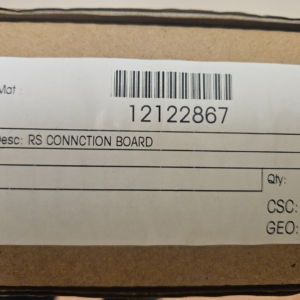 Mat :
12122867
Desc: RS CONNCTION BOARD
Qty:
CSC:
GEO: